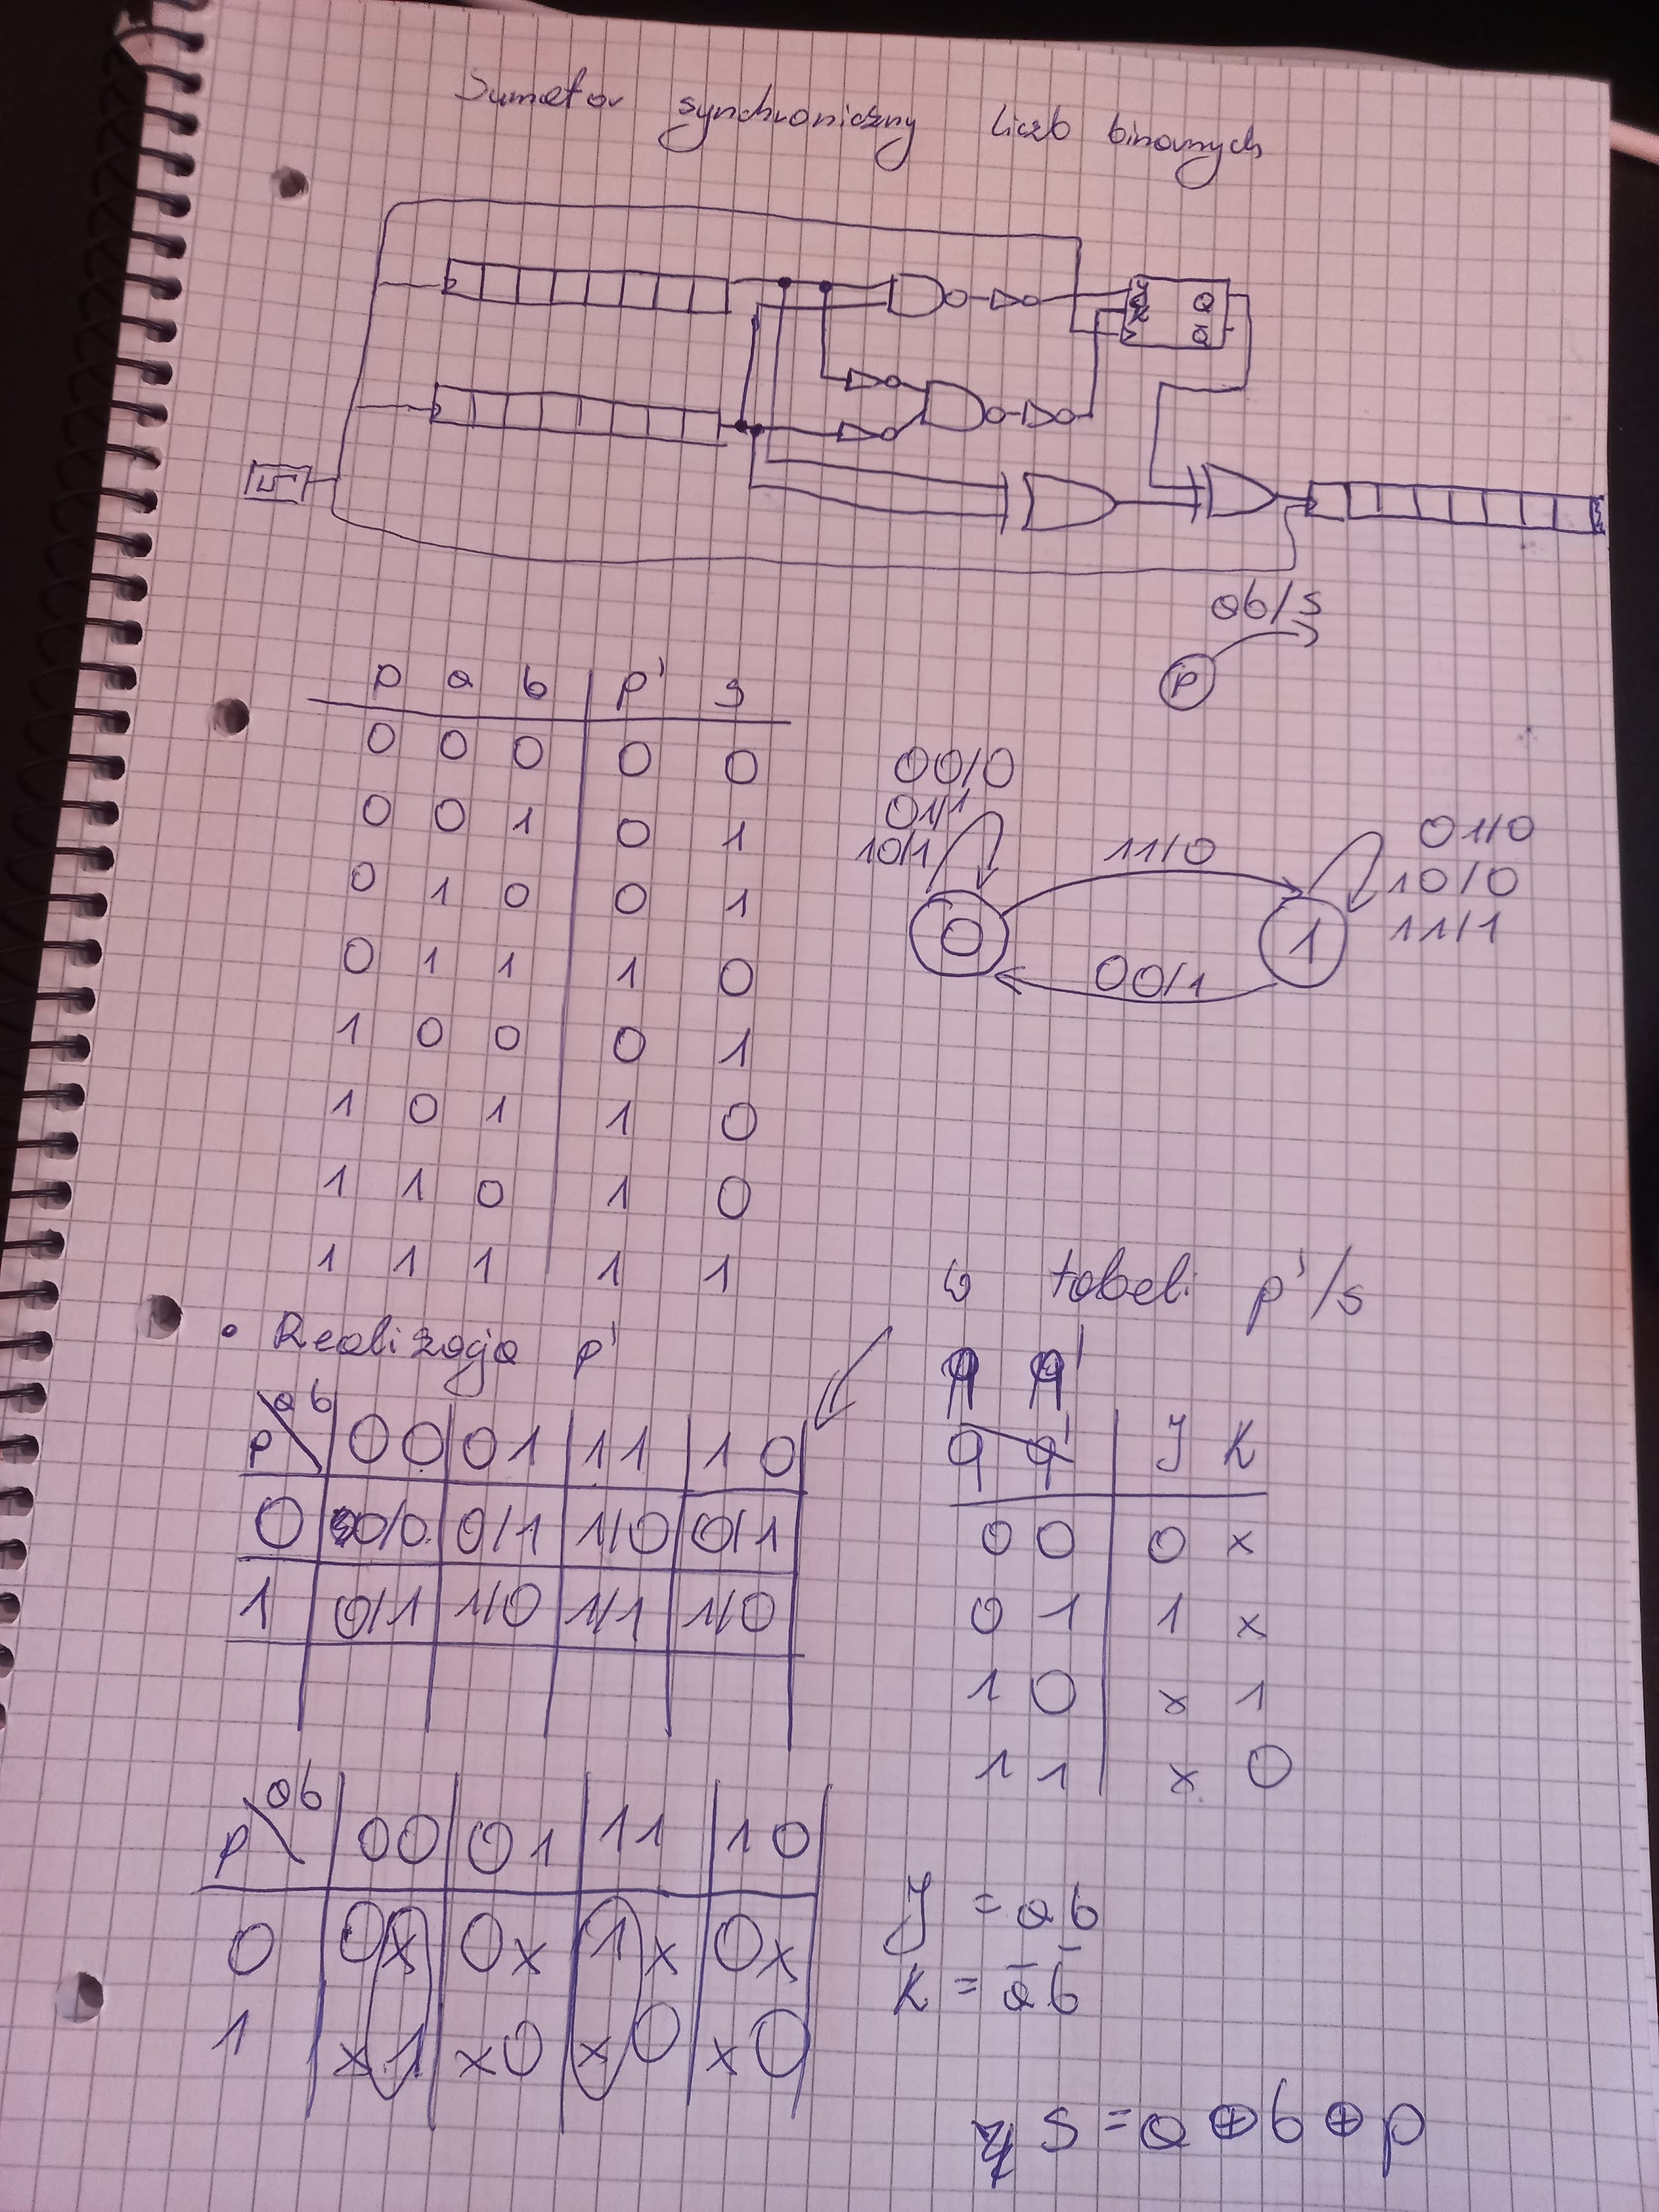 Sumator synchroniczny liczb binarnych
J Q
K Q̅
ab/s
p
p a b | p' s
0 0 0 | 0 0
0 0 1 | 0 1
0 1 0 | 0 1
0 1 1 | 1 0
1 0 0 | 0 1
1 0 1 | 1 0
1 1 0 | 1 0
1 1 1 | 1 1
00/0
01/1
10/1
11/0
01/0
10/0
11/1
0
1
00/1
w tabeli p'/s
• Realizacja p'
p\ab | 00 | 01 | 11 | 10
0 | 0/0 | 0/1 | 1/0 | 0/1
1 | 0/1 | 1/0 | 1/1 | 1/0
q q'
q q' | J K
0 0 | 0 x
0 1 | 1 x
1 0 | x 1
1 1 | x 0
p\ab | 00 | 01 | 11 | 10
0 | 0x | 0x | 1x | 0x
1 | x1 | x0 | x0 | x0
J = ab
K = a̅b̅
S = a ⊕ b ⊕ p